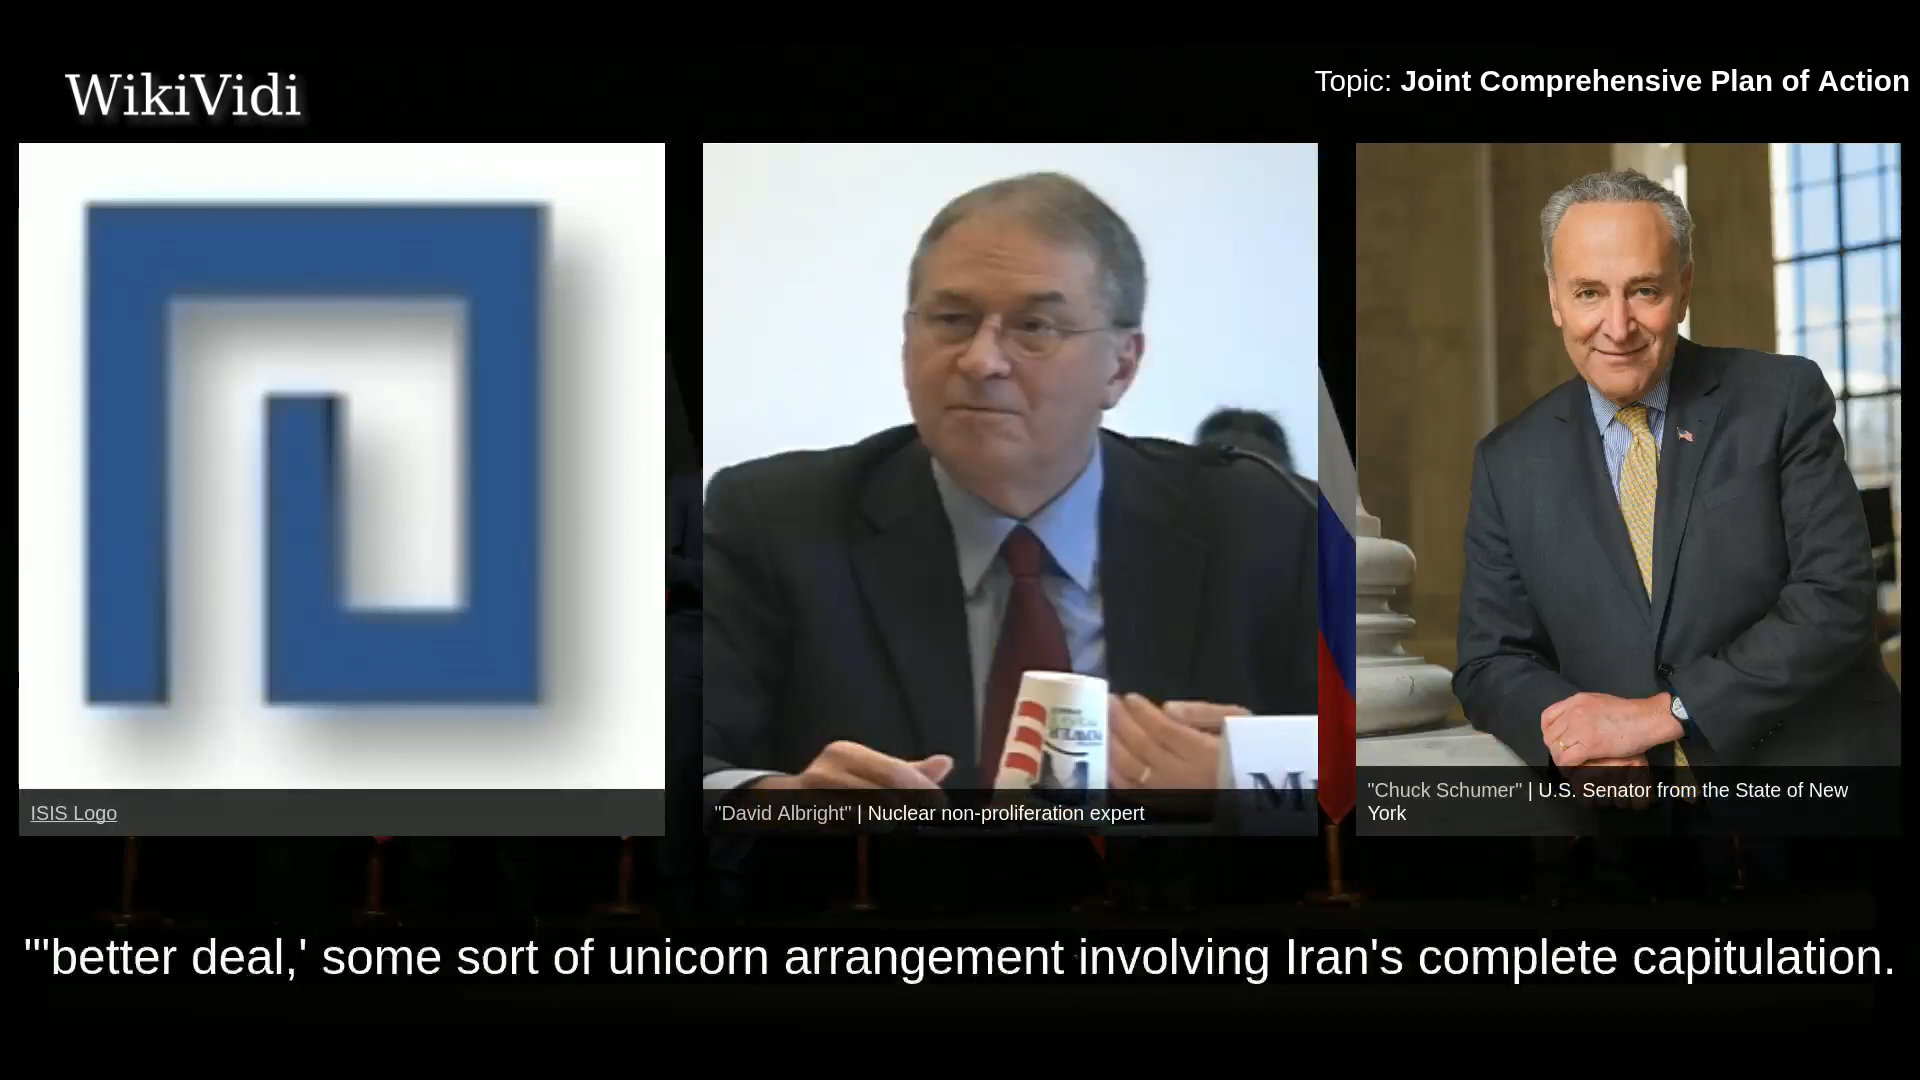 WikiVidi
Topic: Joint Comprehensive Plan of Action
ISIS Logo
"David Albright" | Nuclear non-proliferation expert
"Chuck Schumer" | U.S. Senator from the State of New
York
"'better deal,' some sort of unicorn arrangement involving Iran's complete capitulation.